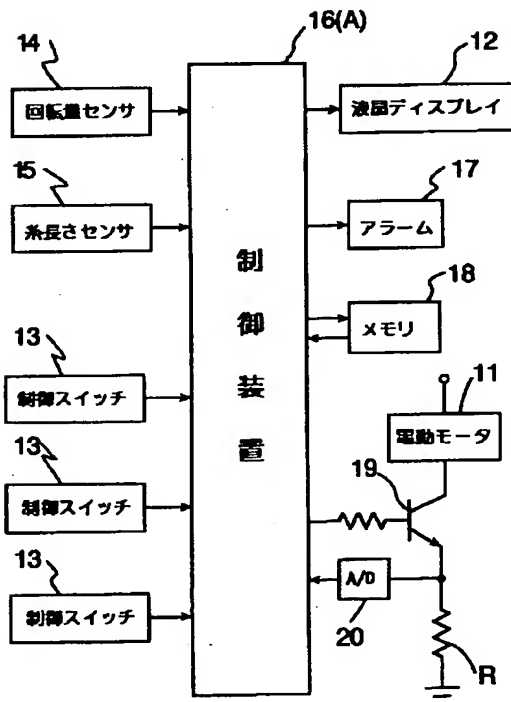 16(A)
14
12
回転量センサ
液晶ディスプレイ
15
17
糸長さセンサ
アラーム
制御装置
18
メモリ
13
制御スイッチ
11
電動モータ
13
19
制御スイッチ
A/D
20
13
制御スイッチ
R